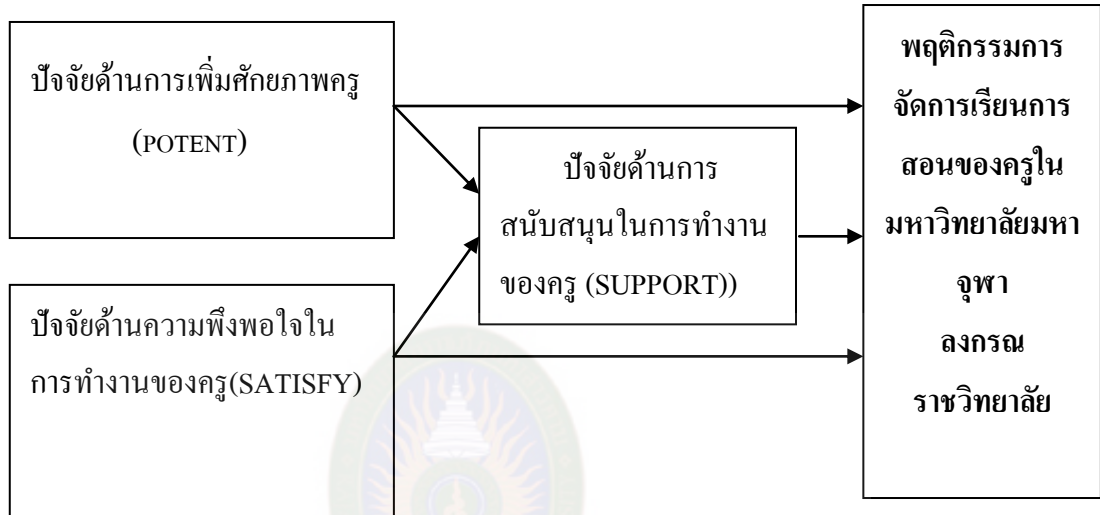 ปัจจัยด้านการเพิ่มศักยภาพครู
(POTENT)
ปัจจัยด้านความพึงพอใจใน
การทำงานของครู(SATISFY)
ปัจจัยด้านการ
สนับสนุนในการทำงาน
ของครู (SUPPORT))
พฤติกรรมการ
จัดการเรียนการ
สอนของครูใน
มหาวิทยาลัยมหา
จุฬา
ลงกรณ
ราชวิทยาลัย